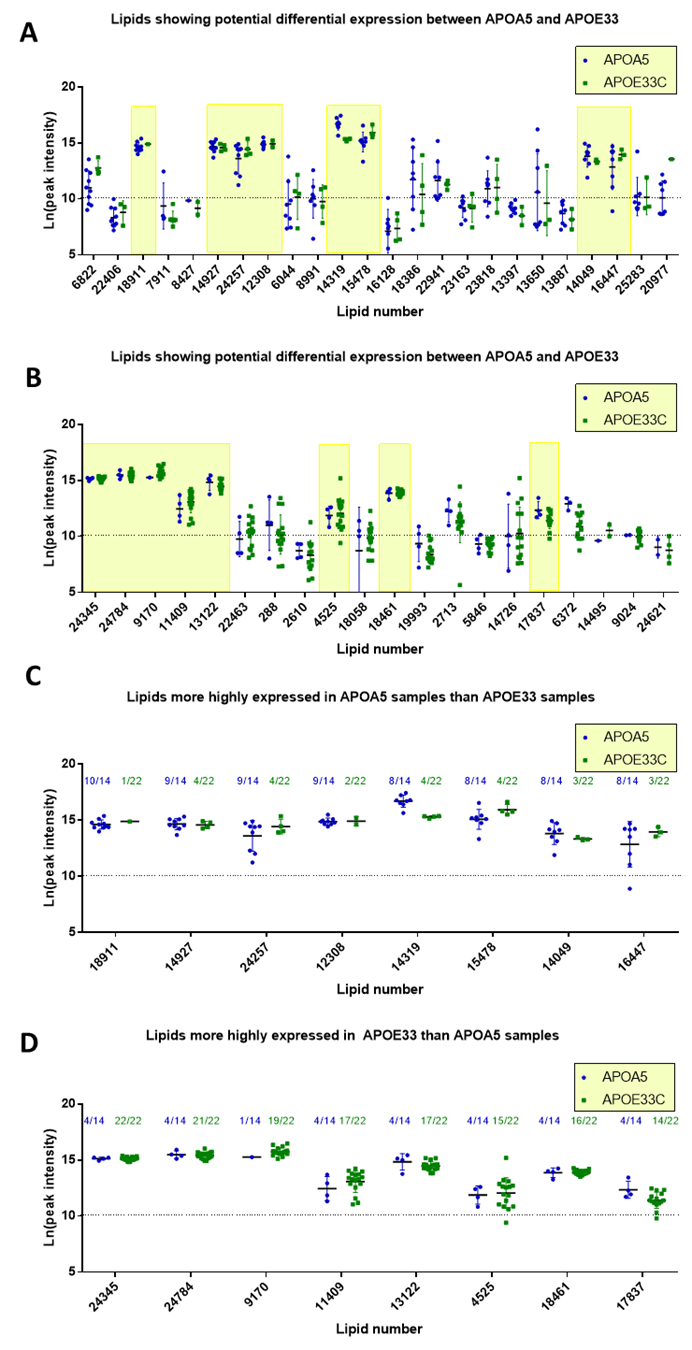 A
Lipids showing potential differential expression between APOA5 and APOE33
APOA5
APOE33C
Ln(peak intensity)
20
15
10
5
6822 22406 18911 7911 8427 14927 24257 12308 6044 8991 14319 15478 16128 18386 22941 23163 23818 13397 13650 13887 14049 16447 25283 20977
Lipid number
B
Lipids showing potential differential expression between APOA5 and APOE33
APOA5
APOE33C
Ln(peak intensity)
20
15
10
5
24345 24784 9170 11409 13122 22463 288 2610 4525 18058 18461 19993 2713 5846 14726 17837 6372 14495 9024 24621
Lipid number
C
Lipids more highly expressed in APOA5 samples than APOE33 samples
APOA5
APOE33C
Ln(peak intensity)
20
15
10
5
10/14 1/22 9/14 4/22 9/14 4/22 9/14 2/22 8/14 4/22 8/14 4/22 8/14 3/22 8/14 3/22
18911 14927 24257 12308 14319 15478 14049 16447
Lipid number
D
Lipids more highly expressed in APOE33 than APOA5 samples
APOA5
APOE33C
Ln(peak intensity)
20
15
10
5
4/14 22/22 4/14 21/22 1/14 19/22 4/14 17/22 4/14 17/22 4/14 15/22 4/14 16/22 4/14 14/22
24345 24784 9170 11409 13122 4525 18461 17837
Lipid number